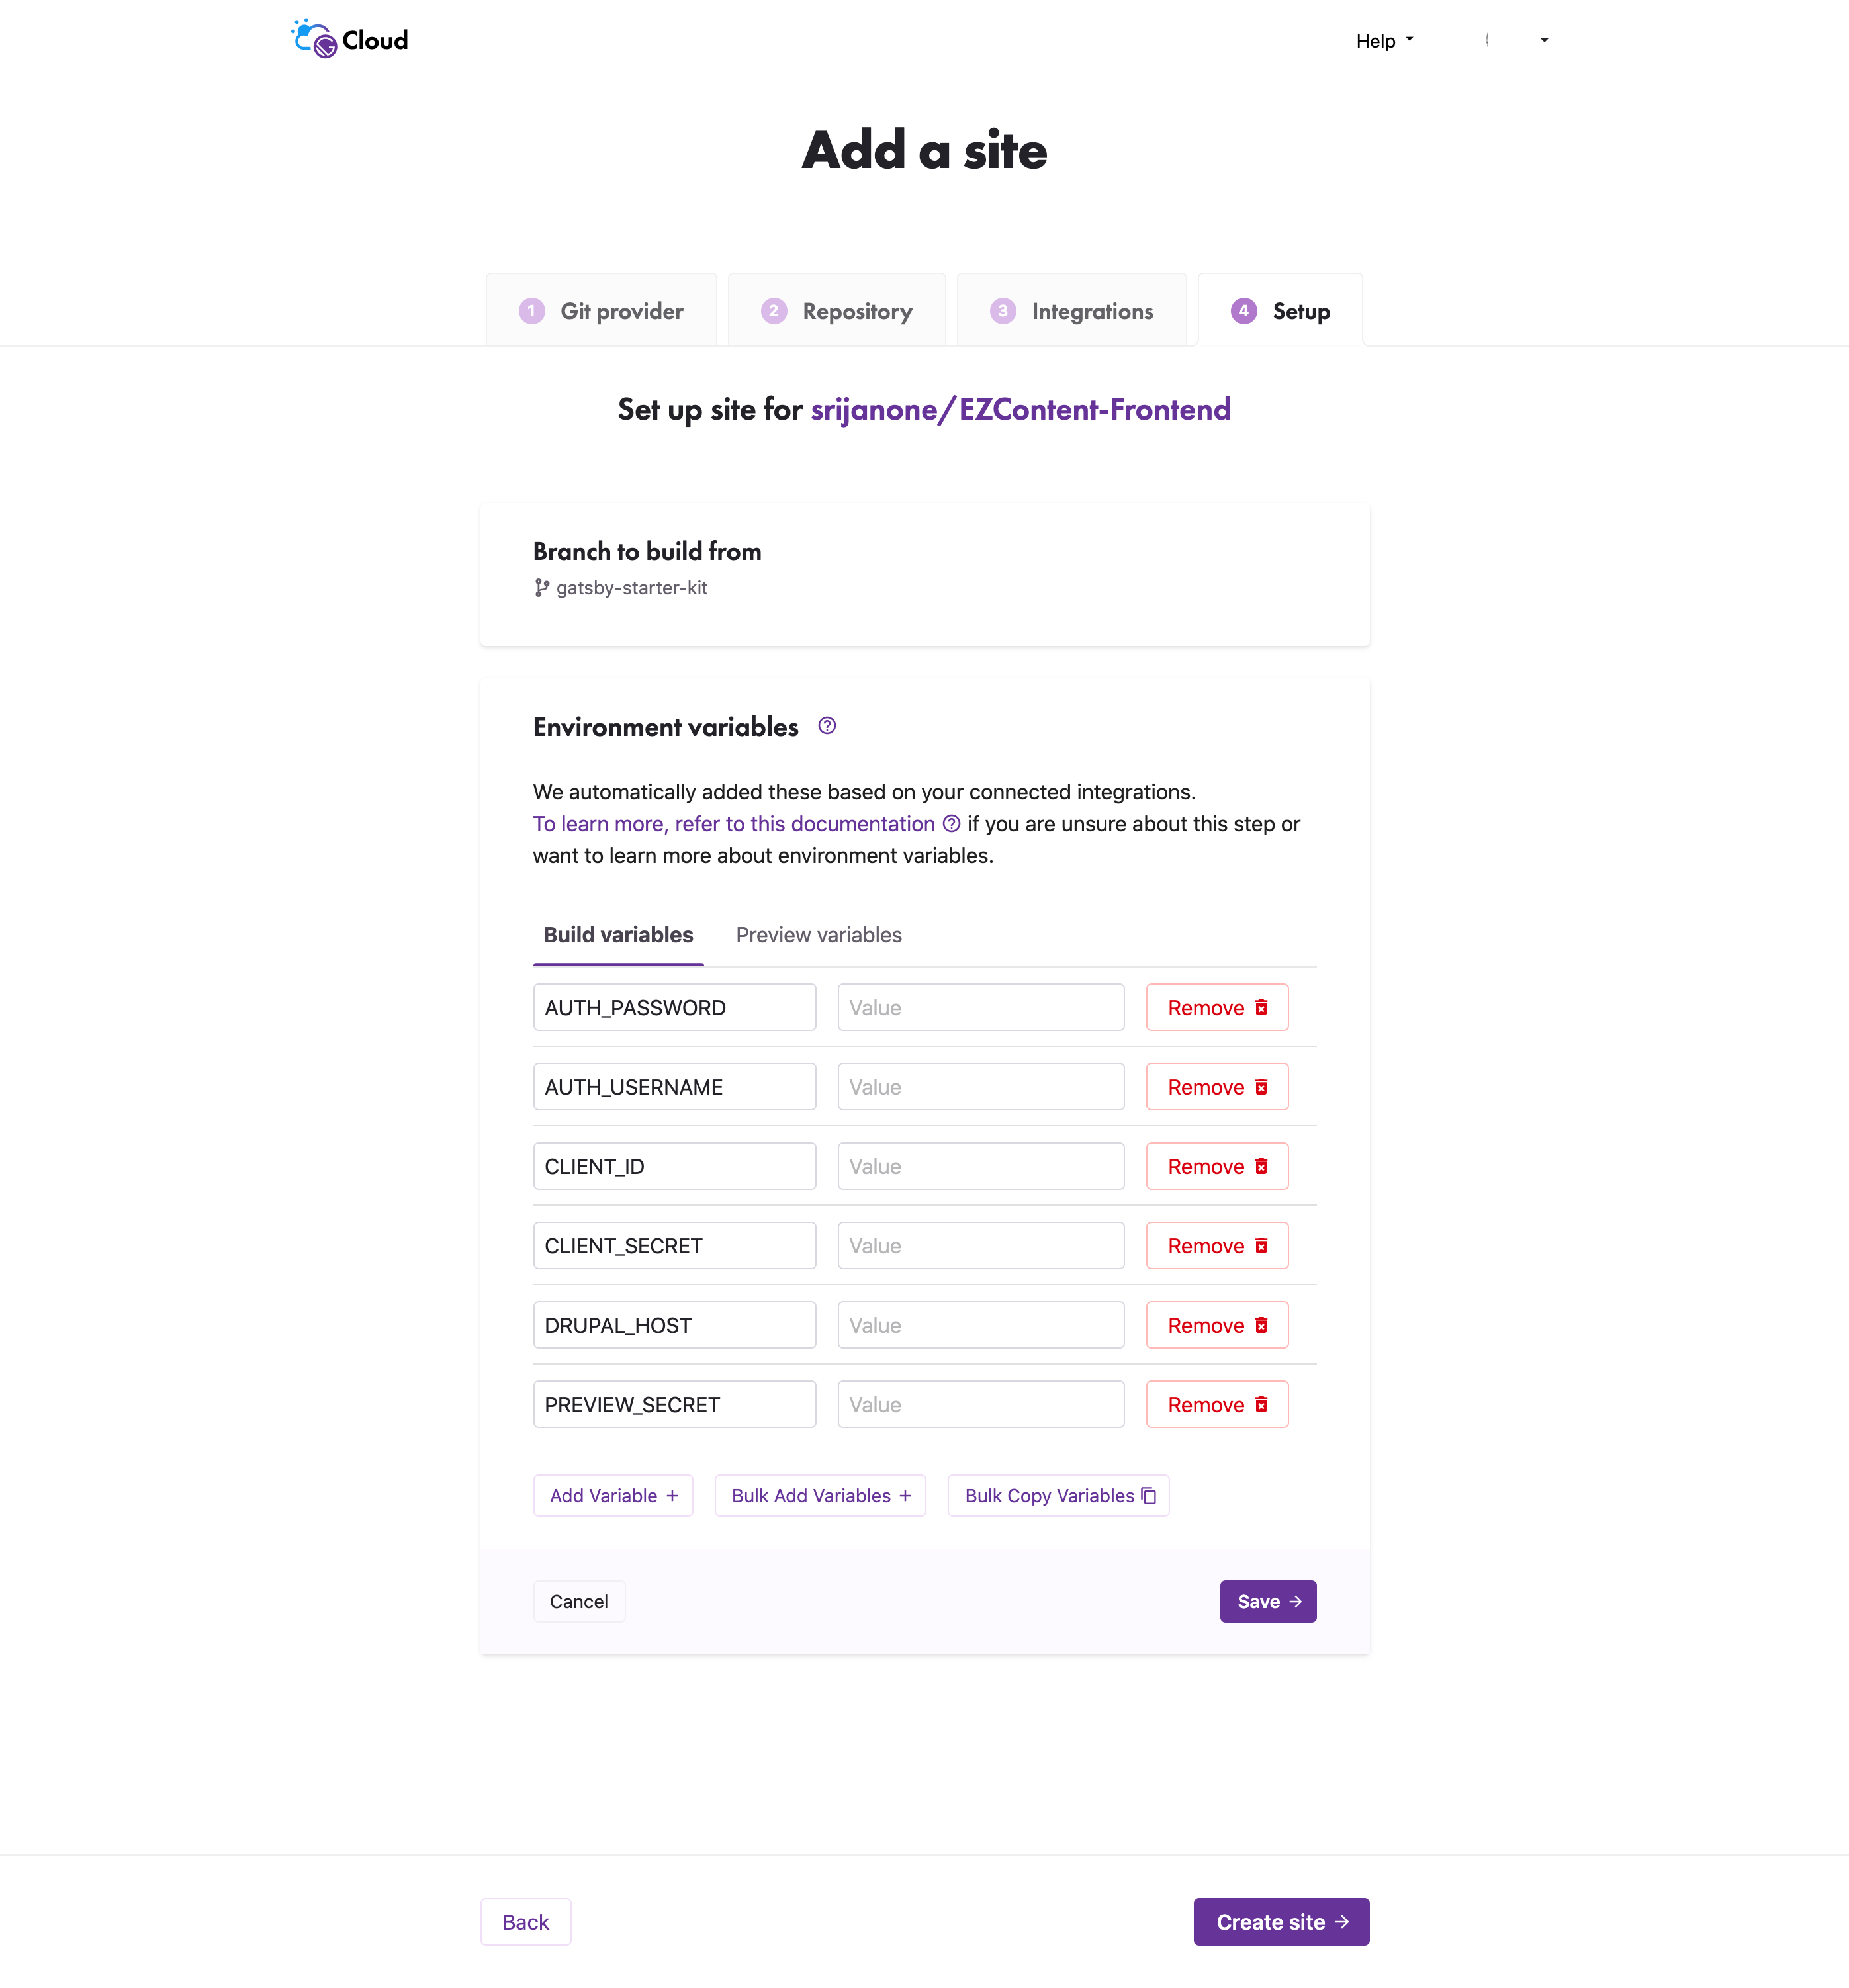 Cloud
Help
Add a site
1 Git provider
2 Repository
3 Integrations
4 Setup
Set up site for srijanone/EZContent-Frontend
Branch to build from
gatsby-starter-kit
Environment variables
We automatically added these based on your connected integrations.
To learn more, refer to this documentation if you are unsure about this step or
want to learn more about environment variables.
Build variables
Preview variables
AUTH_PASSWORD Value Remove
AUTH_USERNAME Value Remove
CLIENT_ID Value Remove
CLIENT_SECRET Value Remove
DRUPAL_HOST Value Remove
PREVIEW_SECRET Value Remove
Add Variable +
Bulk Add Variables +
Bulk Copy Variables
Cancel
Save →
Back
Create site →